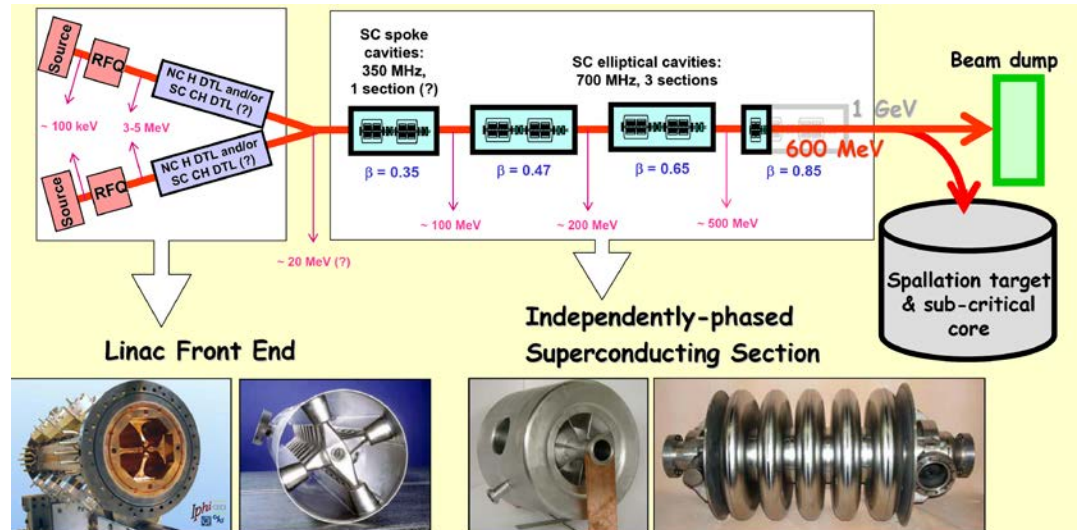 Source
RFQ
NC H DTL and/or
SC CH DTL (?)
~ 100 keV
3-5 MeV
NC H DTL and/or
SC CH DTL (?)
RFQ
Source
~ 20 MeV (?)
SC spoke
cavities:
350 MHz,
1 section (?)
SC elliptical cavities:
700 MHz, 3 sections
β = 0.35
β = 0.47
β = 0.65
β = 0.85
~ 100 MeV
~ 200 MeV
~ 500 MeV
1 GeV
600 MeV
Beam dump
Spallation target
& sub-critical
core
Linac Front End
Independently-phased
Superconducting Section
Iphi